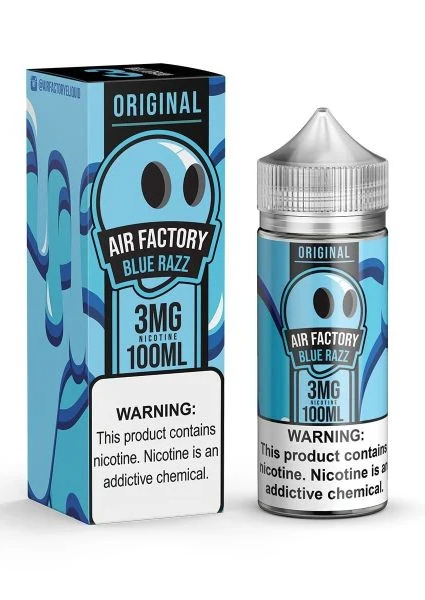 @AIRFACTORYELIQUID
ORIGINAL
AIR FACTORY
BLUE RAZZ
3MG
NICOTINE
100ML
WARNING:
This product contains
nicotine. Nicotine is an
addictive chemical.
ORIGINAL
AIR FACTORY
BLUE RAZZ
3MG
NICOTINE
100ML
WARNING:
This product contains
nicotine. Nicotine is an
addictive chemical.